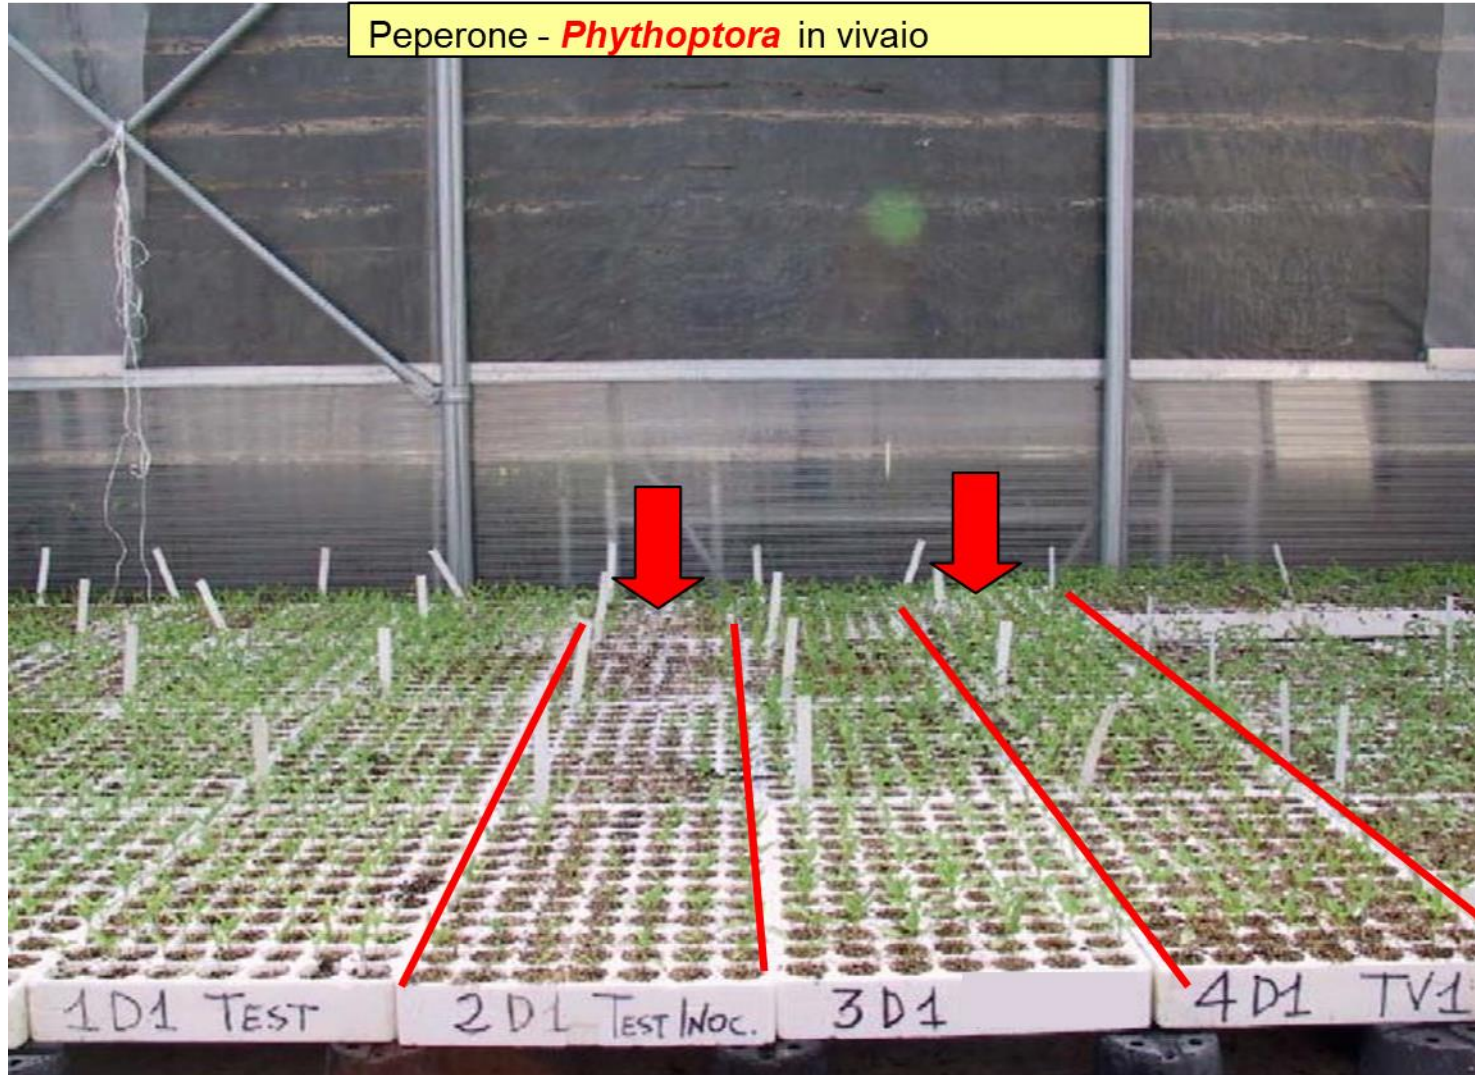 Peperone - Phythoptora in vivaio
1D1 TEST
2D1 TEST INOC.
3D1
4D1 TV1